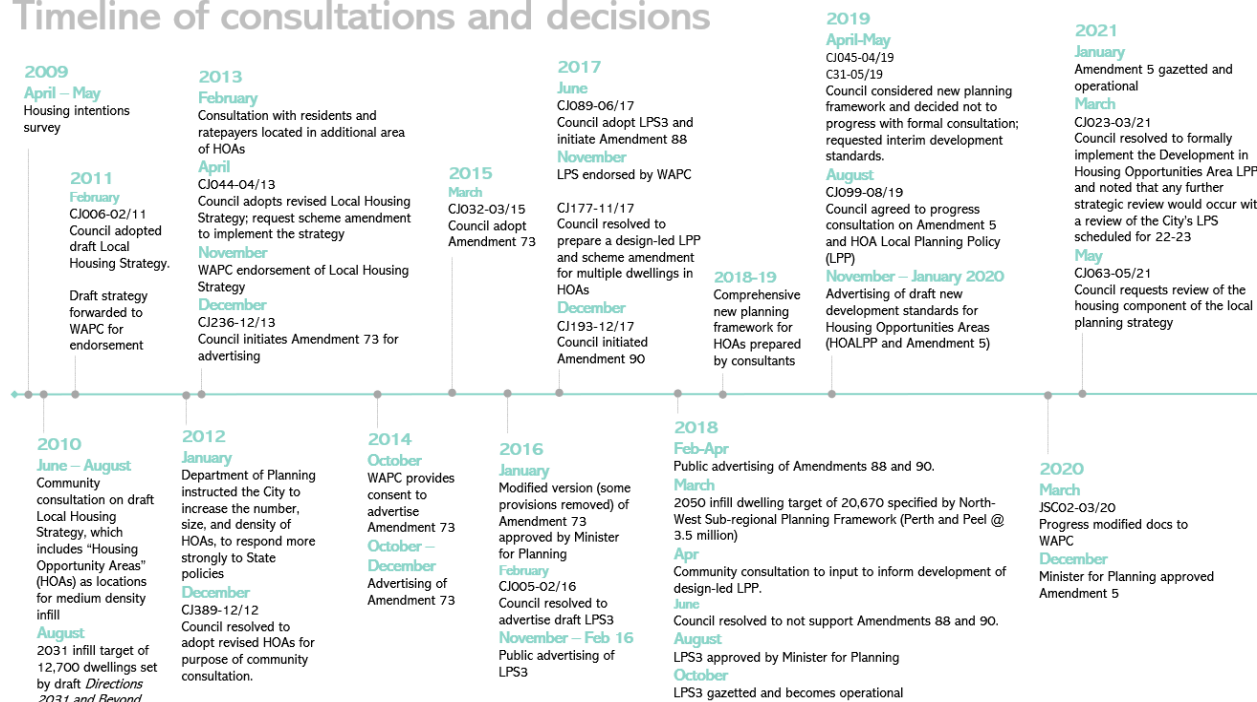 Timeline of consultations and decisions
2009
April – May
Housing intentions
survey
2010
June – August
Community
consultation on draft
Local Housing
Strategy, which
includes “Housing
Opportunity Areas”
(HOAs) as locations
for medium density
infill
August
2031 infill target of
12,700 dwellings set
by draft Directions
2031 and Beyond
2011
February
CJ006-02/11
Council adopted
draft Local
Housing Strategy.
Draft strategy
forwarded to
WAPC for
endorsement
2012
January
Department of Planning
instructed the City to
increase the number,
size, and density of
HOAs, to respond more
strongly to State
policies
December
CJ389-12/12
Council resolved to
adopt revised HOAs for
purpose of community
consultation.
2013
February
Consultation with residents and
ratepayers located in additional area
of HOAs
April
CJ044-04/13
Council adopts revised Local Housing
Strategy; request scheme amendment
to implement the strategy
November
WAPC endorsement of Local Housing
Strategy
December
CJ236-12/13
Council initiates Amendment 73 for
advertising
2014
October
WAPC provides
consent to
advertise
Amendment 73
October –
December
Advertising of
Amendment 73
2015
March
CJ032-03/15
Council adopt
Amendment 73
2016
January
Modified version (some
provisions removed) of
Amendment 73
approved by Minister
for Planning
February
CJ005-02/16
Council resolved to
advertise draft LPS3
November – Feb 16
Public advertising of
LPS3
2017
June
CJ089-06/17
Council adopt LPS3 and
initiate Amendment 88
November
LPS endorsed by WAPC
CJ177-11/17
Council resolved to
prepare a design-led LPP
and scheme amendment
for multiple dwellings in
HOAs
December
CJ193-12/17
Council initiated
Amendment 90
2018
Feb-Apr
Public advertising of Amendments 88 and 90.
March
2050 infill dwelling target of 20,670 specified by North-
West Sub-regional Planning Framework (Perth and Peel @
3.5 million)
Apr
Community consultation to input to inform development of
design-led LPP.
June
Council resolved to not support Amendments 88 and 90.
August
LPS3 approved by Minister for Planning
October
LPS3 gazetted and becomes operational
2018-19
Comprehensive
new planning
framework for
HOAs prepared
by consultants
2019
April-May
CJ045-04/19
C31-05/19
Council considered new planning
framework and decided not to
progress with formal consultation;
requested interim development
standards.
August
CJ099-08/19
Council agreed to progress
consultation on Amendment 5
and HOA Local Planning Policy
(LPP)
November – January 2020
Advertising of draft new
development standards for
Housing Opportunities Areas
(HOALPP and Amendment 5)
2020
March
JSC02-03/20
Progress modified docs to
WAPC
December
Minister for Planning approved
Amendment 5
2021
January
Amendment 5 gazetted and
operational
March
CJ023-03/21
Council resolved to formally
implement the Development in
Housing Opportunities Area LPP
and noted that any further
strategic review would occur wit
a review of the City’s LPS
scheduled for 22-23
May
CJ063-05/21
Council requests review of the
housing component of the local
planning strategy